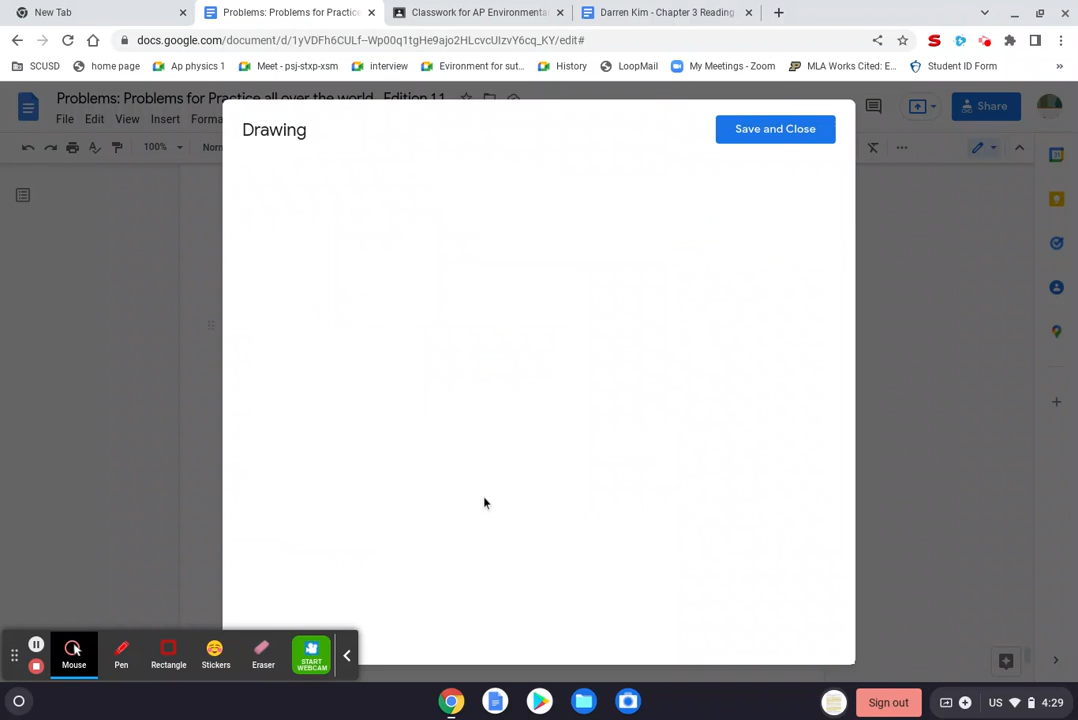 New Tab
Problems: Problems for Practice
Classwork for AP Environmental
Darren Kim - Chapter 3 Reading
docs.google.com/document/d/1yVDFh6CULf--Wp00q1tgHe9ajo2HLcvcUIzvY6cq_KY/edit#
SCUSD
home page
Ap physics 1
Meet - psj-stxp-xsm
interview
Evironment for sut...
History
LoopMail
My Meetings - Zoom
MLA Works Cited: E...
Student ID Form
»
Problems: Problems for Practice all over the world. Edition 11
File Edit View Insert Forma
Share
100%
Norm
Drawing
Save and Close
Mouse
Pen
Rectangle
Stickers
Eraser
START
WEBCAM
Sign out
US
4:29